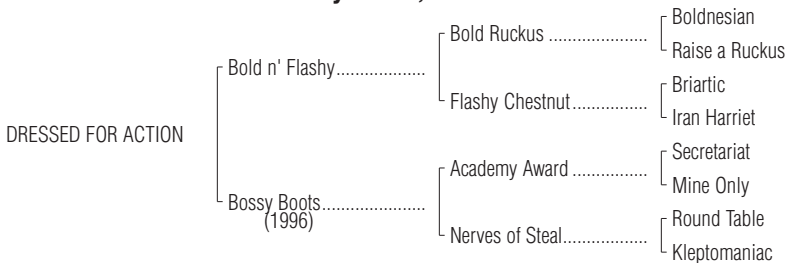 Boldnesian
Bold Ruckus ....................
Raise a Ruckus
Bold n' Flashy...................
Briartic
Flashy Chestnut...............
Iran Harriet
DRESSED FOR ACTION
Secretariat
Academy Award ...............
Mine Only
Bossy Boots......................
(1996)
Round Table
Nerves of Steal.................
Kleptomaniac